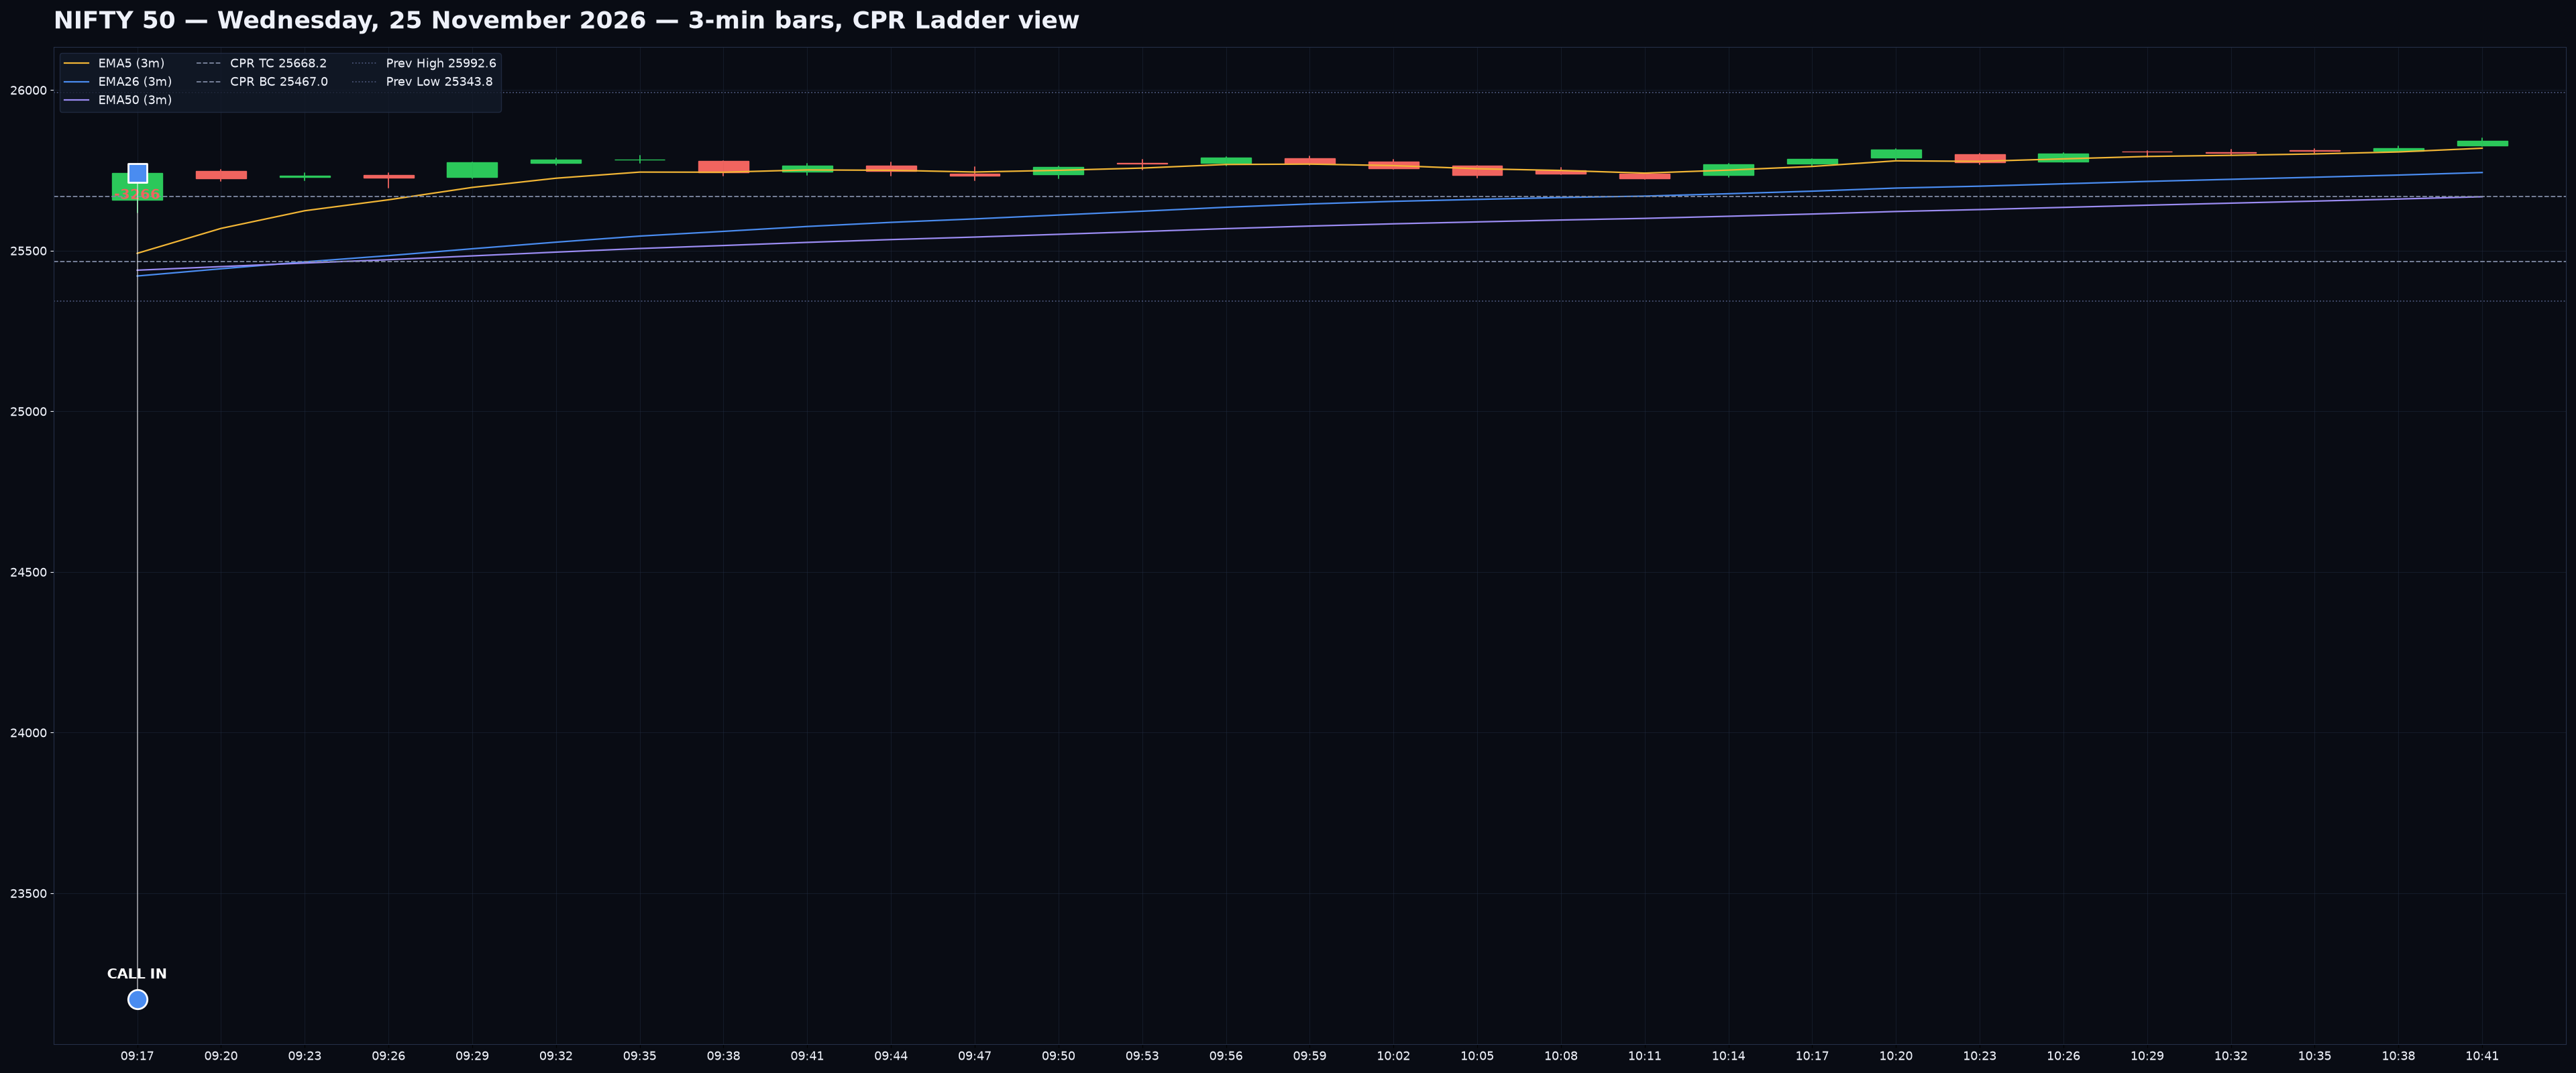 NIFTY 50 — Wednesday, 25 November 2026 — 3-min bars, CPR Ladder view
EMA5 (3m)
EMA26 (3m)
EMA50 (3m)
CPR TC 25668.2
CPR BC 25467.0
Prev High 25992.6
Prev Low 25343.8
26000
25500
25000
24500
24000
23500
CALL IN
09:17 09:20 09:23 09:26 09:29 09:32 09:35 09:38 09:41 09:44 09:47 09:50 09:53 09:56 09:59 10:02 10:05 10:08 10:11 10:14 10:17 10:20 10:23 10:26 10:29 10:32 10:35 10:38 10:41